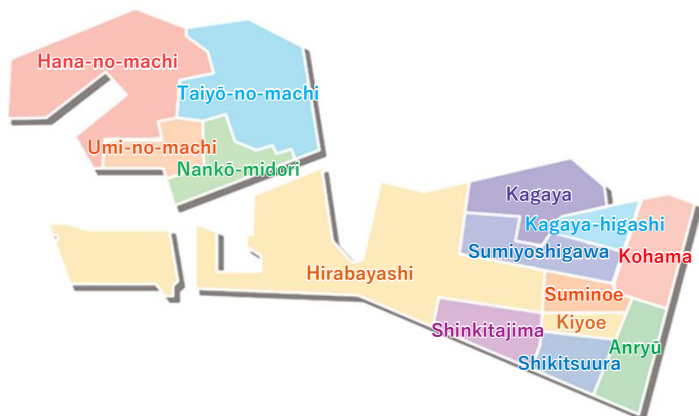 Hana-no-machi
Taiyō-no-machi
Umi-no-machi
Nankō-midori
Kagaya
Kagaya-higashi
Sumiyoshigawa
Kohama
Hirabayashi
Suminoe
Kiyoe
Shinkitajima
Anryū
Shikitsuura